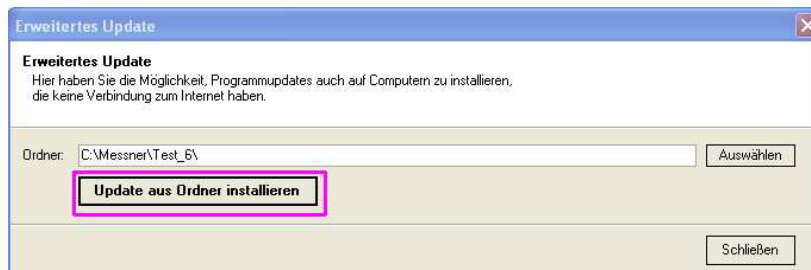 Erweitertes Update
Erweitertes Update
Hier haben Sie die Möglichkeit, Programmupdates auch auf Computern zu installieren,
die keine Verbindung zum Internet haben.
Ordner: C:\Messner\Test_6\ Auswählen
Update aus Ordner installieren
Schließen